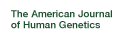 The American Journal
of Human Genetics